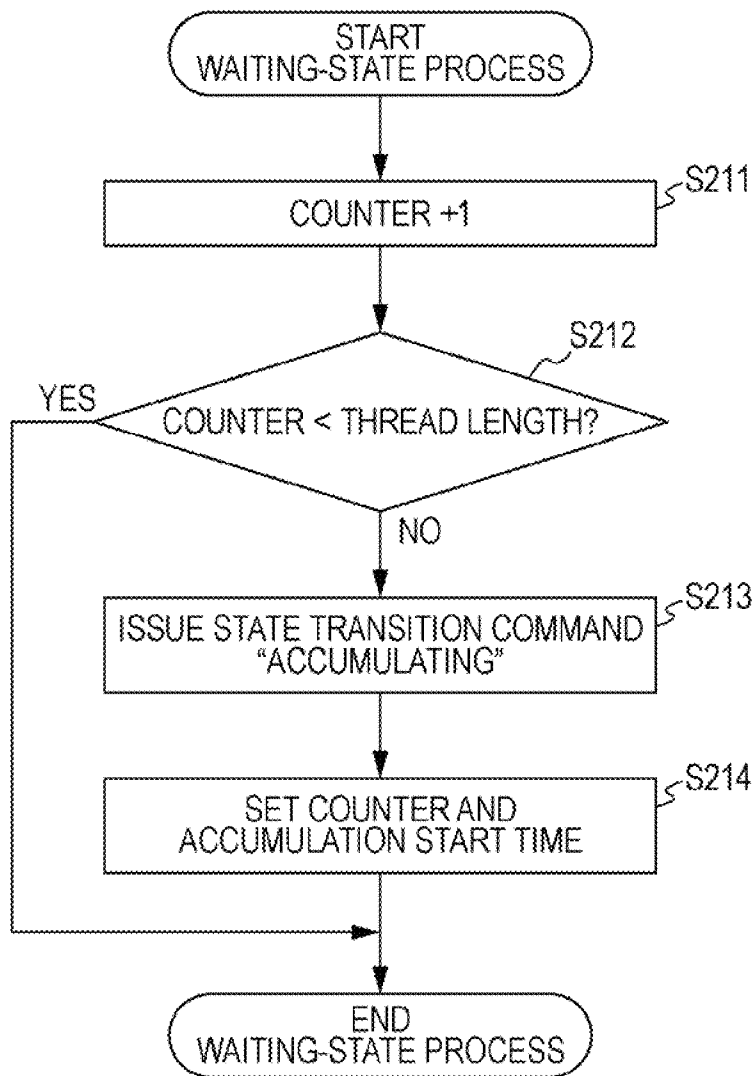 START
WAITING-STATE PROCESS
S211
COUNTER +1
S212
YES
COUNTER < THREAD LENGTH?
NO
S213
ISSUE STATE TRANSITION COMMAND
“ACCUMULATING”
S214
SET COUNTER AND
ACCUMULATION START TIME
END
WAITING-STATE PROCESS